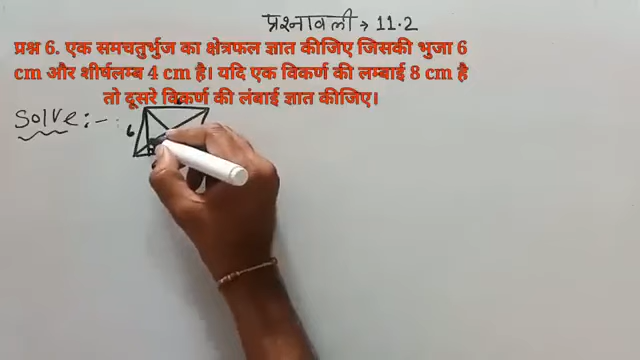 प्रश्नावली → 11.2
प्रश्न 6. एक समचतुर्भुज का क्षेत्रफल ज्ञात कीजिए जिसकी भुजा 6
cm और शीर्षलम्ब 4 cm है। यदि एक विकर्ण की लम्बाई 8 cm है
तो दूसरे विकर्ण की लंबाई ज्ञात कीजिए।
Solve :-
6